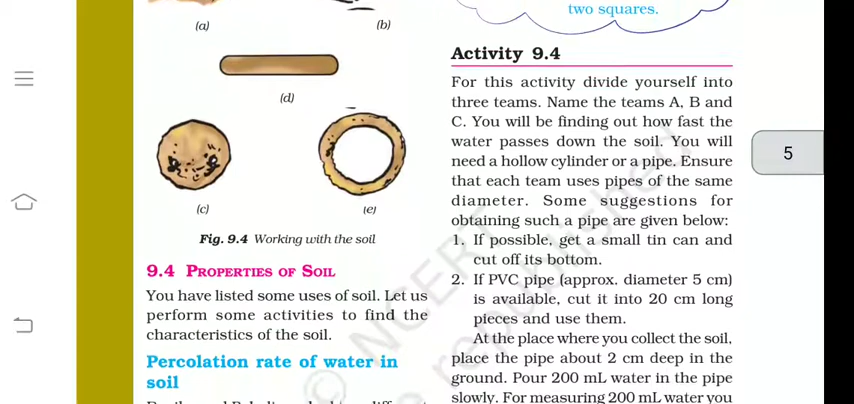 (a)
(b)
(d)
(c)
(e)
Fig. 9.4 Working with the soil
9.4 PROPERTIES OF SOIL
You have listed some uses of soil. Let us
perform some activities to find the
characteristics of the soil.
Percolation rate of water in
soil
two squares.
Activity 9.4
For this activity divide yourself into
three teams. Name the teams A, B and
C. You will be finding out how fast the
water passes down the soil. You will
need a hollow cylinder or a pipe. Ensure
that each team uses pipes of the same
diameter. Some suggestions for
obtaining such a pipe are given below:
1. If possible, get a small tin can and
cut off its bottom.
2. If PVC pipe (approx. diameter 5 cm)
is available, cut it into 20 cm long
pieces and use them.
At the place where you collect the soil,
place the pipe about 2 cm deep in the
ground. Pour 200 mL water in the pipe
slowly. For measuring 200 mL water you
5
© NCERT
be republished